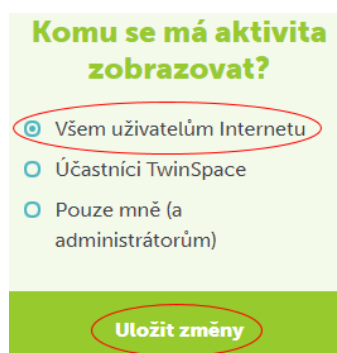 Komu se má aktivita
zobrazovat?
Všem uživatelům Internetu
Účastníci TwinSpace
Pouze mně (a
administrátorům)
Uložit změny